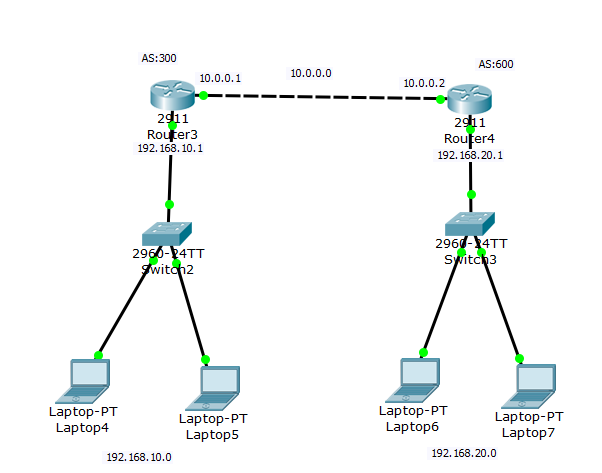 AS:300
AS:600
10.0.0.1
10.0.0.0
10.0.0.2
2911
Router3
192.168.10.1
2911
Router4
192.168.20.1
2960-24TT
Switch2
2960-24TT
Switch3
Laptop-PT
Laptop4
Laptop-PT
Laptop5
Laptop-PT
Laptop6
Laptop-PT
Laptop7
192.168.10.0
192.168.20.0